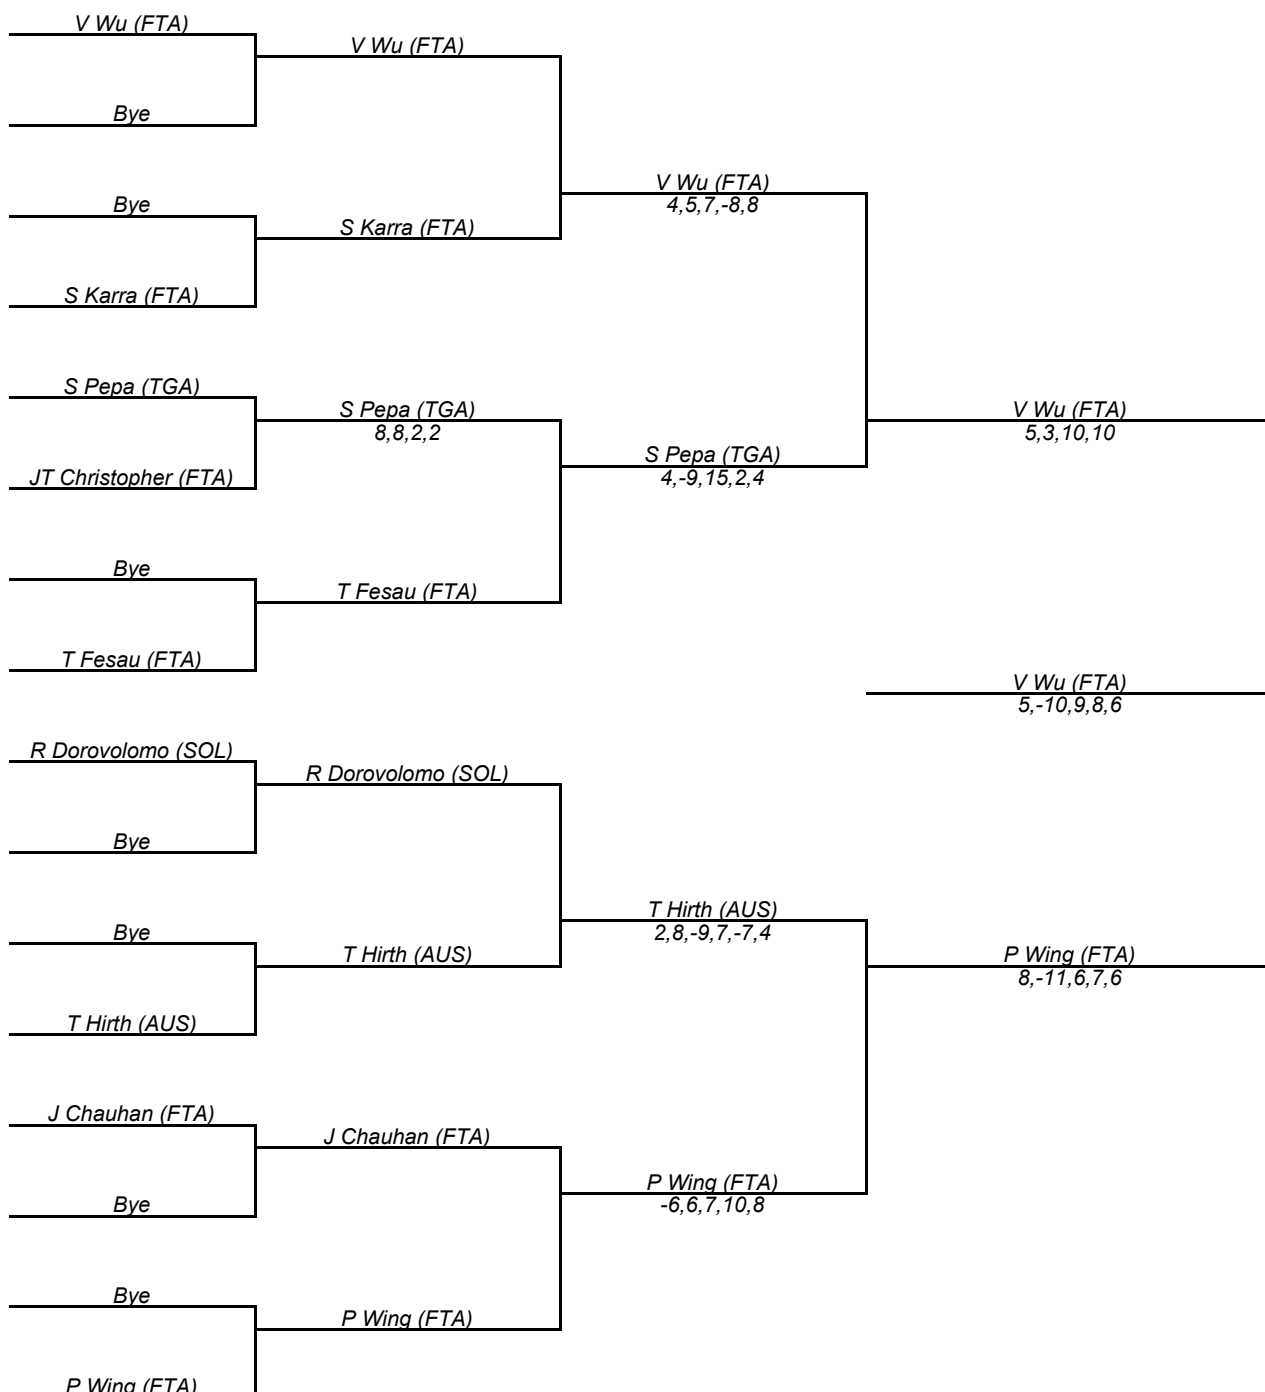 V Wu (FTA)
V Wu (FTA)
Bye
V Wu (FTA)
4,5,7,-8,8
Bye
S Karra (FTA)
S Karra (FTA)
S Pepa (TGA)
S Pepa (TGA)
8,8,2,2
V Wu (FTA)
5,3,10,10
S Pepa (TGA)
4,-9,15,2,4
JT Christopher (FTA)
Bye
T Fesau (FTA)
T Fesau (FTA)
V Wu (FTA)
5,-10,9,8,6
R Dorovolomo (SOL)
R Dorovolomo (SOL)
Bye
T Hirth (AUS)
2,8,-9,7,-7,4
Bye
T Hirth (AUS)
P Wing (FTA)
8,-11,6,7,6
T Hirth (AUS)
J Chauhan (FTA)
J Chauhan (FTA)
P Wing (FTA)
-6,6,7,10,8
Bye
Bye
P Wing (FTA)
P Wing (FTA)